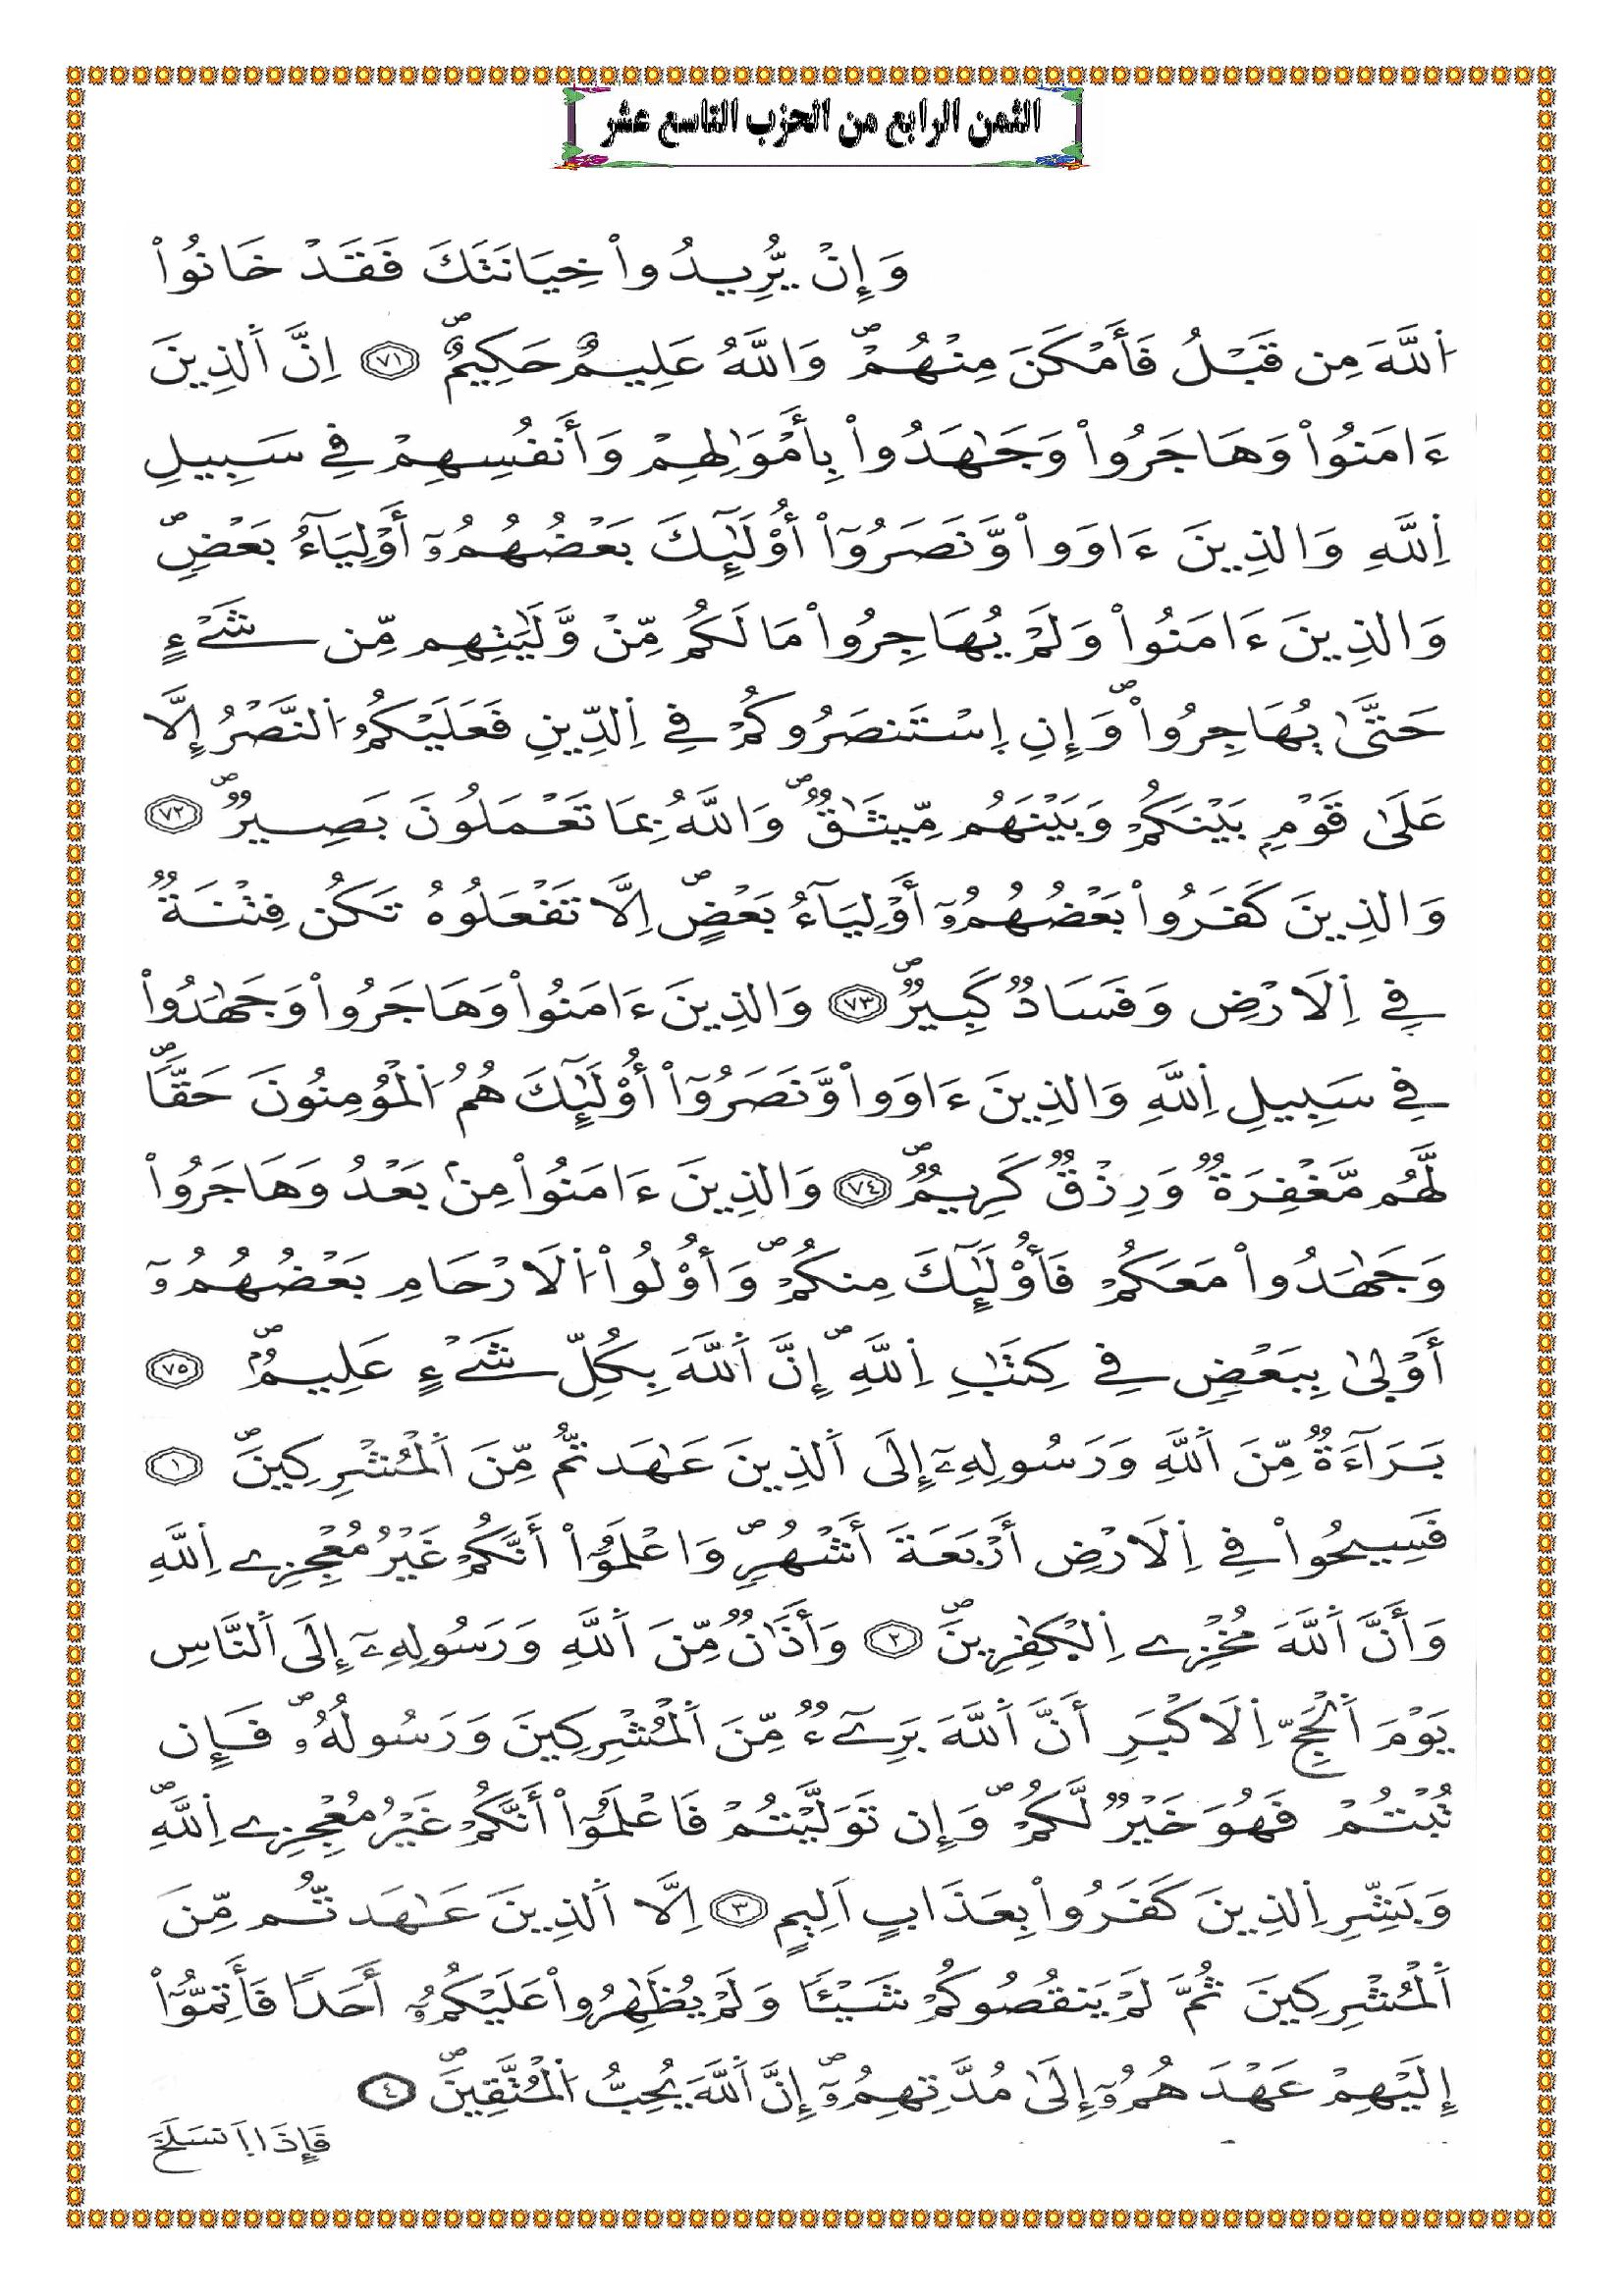 الثمن الرابع من الحزب التاسع عشر
وَإِنْ يُّرِيدُواْ خِيَانَتَكَ فَقَدْ خَانُواْ
اُ۬للَّهَ مِن قَبْلُ فَأَمْكَنَ مِنْهُمْۖ وَاللَّهُ عَلِيمٌ حَكِيمٌۖ ٧١ اِنَّ اَ۬لذِينَ
ءَامَنُواْ وَهَاجَرُواْ وَجَٰهَدُواْ بِأَمْوَٰلِهِمْ وَأَنفُسِهِمْ فِے سَبِيلِ
اِ۬للَّهِ وَالذِينَ ءَاوَواْ وَّنَصَرُوٓاْ أُوْلَٰٓئِكَ بَعْضُهُمُۥٓ أَوْلِيَآءُ بَعْضٖۖ
وَالذِينَ ءَامَنُواْ وَلَمْ يُهَاجِرُواْ مَا لَكُم مِّنْ وَّلَٰيَتِهِم مِّن شَےْءٍ
حَتَّىٰ يُهَاجِرُواْۖ وَإِنِ اِ۪سْتَنصَرُوكُمْ فِے اِ۬لدِّينِ فَعَلَيْكُمُ اُ۬لنَّصْرُ إِلَّا
عَلَىٰ قَوْمِۢ بَيْنَكُمْ وَبَيْنَهُم مِّيثَٰقٞۖ وَاللَّهُ بِمَا تَعْمَلُونَ بَصِيرٞۖ ٧٢
وَالذِينَ كَفَرُواْ بَعْضُهُمُۥٓ أَوْلِيَآءُ بَعْضٍۖ اِلَّا تَفْعَلُوهُ تَكُن فِتْنَةٞ
فِے اِ۬لَارْضِ وَفَسَادٞ كَبِيرٞۖ ٧٣ وَالذِينَ ءَامَنُواْ وَهَاجَرُواْ وَجَٰهَدُواْ
فِے سَبِيلِ اِ۬للَّهِ وَالذِينَ ءَاوَواْ وَّنَصَرُوٓاْ أُوْلَٰٓئِكَ هُمُ اُ۬لْمُؤْمِنُونَ حَقّاٗۖ
لَّهُم مَّغْفِرَةٞ وَرِزْقٞ كَرِيمٞۖ ٧٤ وَالذِينَ ءَامَنُواْ مِنۢ بَعْدُ وَهَاجَرُواْ
وَجَٰهَدُواْ مَعَكُمْ فَأُوْلَٰٓئِكَ مِنكُمْۖ وَأُوْلُواْ اُ۬لَارْحَامِ بَعْضُهُمُۥٓ
أَوْلَىٰ بِبَعْضٖ فِے كِتَٰبِ اِ۬للَّهِۖ إِنَّ اَ۬للَّهَ بِكُلِّ شَےْءٍ عَلِيمٞۖ ٧٥
بَرَآءَةٞ مِّنَ اَ۬للَّهِ وَرَسُولِهِۦٓ إِلَى اَ۬لذِينَ عَٰهَدتُّم مِّنَ اَ۬لْمُشْرِكِينَۖ ١
فَسِيحُواْ فِے اِ۬لَارْضِ أَرْبَعَةَ أَشْهُرٖۖ وَاعْلَمُوٓاْ أَنَّكُمْ غَيْرُ مُعْجِزِے اِ۬للَّهِ
وَأَنَّ اَ۬للَّهَ مُخْزِے اِ۬لْكٰ۪فِرِينَۖ ٢ وَأَذَٰنٞ مِّنَ اَ۬للَّهِ وَرَسُولِهِۦٓ إِلَى اَ۬لنَّاسِ
يَوْمَ اَ۬لْحَجِّ اِ۬لَاكْبَرِ أَنَّ اَ۬للَّهَ بَرِےٓءٞ مِّنَ اَ۬لْمُشْرِكِينَ وَرَسُولُهُۥۖ فَإِن
تُبْتُمْ فَهُوَ خَيْرٞ لَّكُمْۖ وَإِن تَوَلَّيْتُمْ فَاعْلَمُوٓاْ أَنَّكُمْ غَيْرُ مُعْجِزِے اِ۬للَّهِۖ
وَبَشِّرِ اِ۬لذِينَ كَفَرُواْ بِعَذَابٍ اَلِيمٍ ٣ اِلَّا اَ۬لذِينَ عَٰهَدتُّم مِّنَ
اَ۬لْمُشْرِكِينَ ثُمَّ لَمْ يَنقُصُوكُمْ شَيْـٔاٗ وَلَمْ يُظَٰهِرُواْ عَلَيْكُمُۥٓ أَحَداٗ فَأَتِمُّوٓاْ
إِلَيْهِمْ عَهْدَهُمُۥٓ إِلَىٰ مُدَّتِهِمُۥٓۖ إِنَّ اَ۬للَّهَ يُحِبُّ اُ۬لْمُتَّقِينَۖ ٤
فَإِذَا اَ۪نسَلَخَ